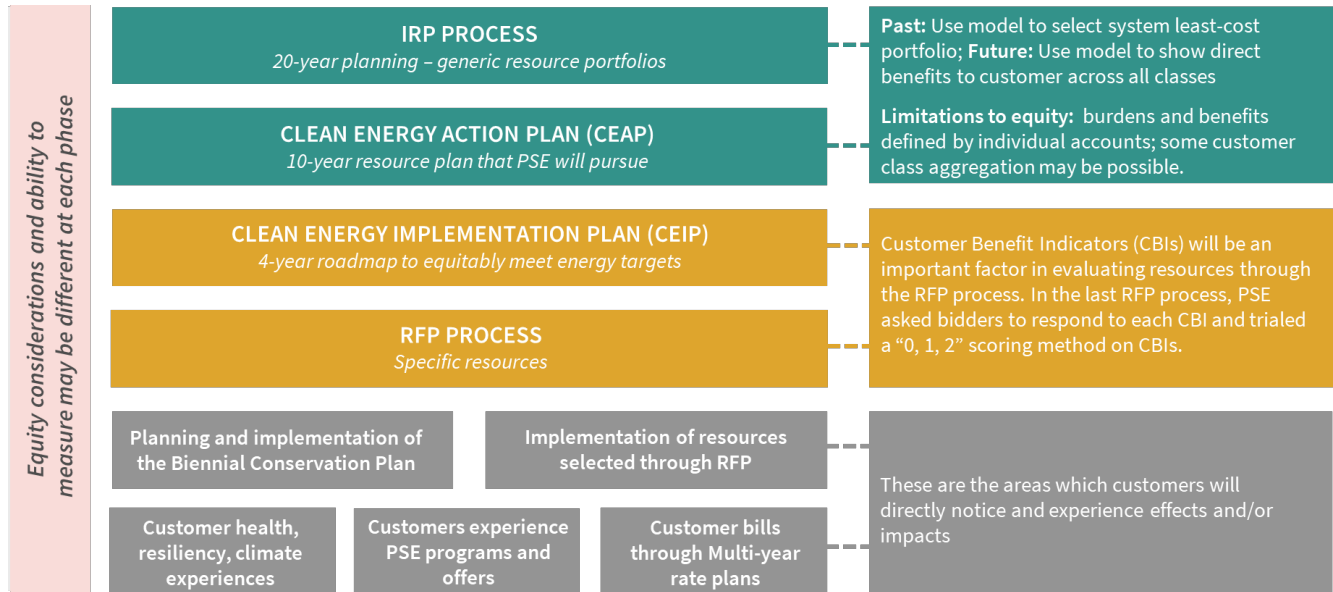 Equity considerations and ability to
measure may be different at each phase
IRP PROCESS
20-year planning – generic resource portfolios
CLEAN ENERGY ACTION PLAN (CEAP)
10-year resource plan that PSE will pursue
Past: Use model to select system least-cost
portfolio; Future: Use model to show direct
benefits to customer across all classes
Limitations to equity: burdens and benefits
defined by individual accounts; some customer
class aggregation may be possible.
CLEAN ENERGY IMPLEMENTATION PLAN (CEIP)
4-year roadmap to equitably meet energy targets
RFP PROCESS
Specific resources
Customer Benefit Indicators (CBIs) will be an
important factor in evaluating resources through
the RFP process. In the last RFP process, PSE
asked bidders to respond to each CBI and trialed
a “0, 1, 2” scoring method on CBIs.
Planning and implementation of
the Biennial Conservation Plan
Implementation of resources
selected through RFP
Customer health,
resiliency, climate
experiences
Customers experience
PSE programs and
offers
Customer bills
through Multi-year
rate plans
These are the areas which customers will
directly notice and experience effects and/or
impacts